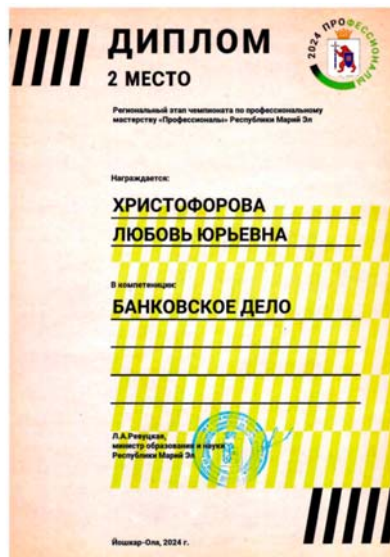 ДИПЛОМ
2 МЕСТО
2024 ПРОФЕССИОНАЛЫ
Региональный этап чемпионата по профессиональному
мастерству «Профессионалы» Республики Марий Эл
Награждается:
ХРИСТОФОРОВА
ЛЮБОВЬ ЮРЬЕВНА
В компетенции:
БАНКОВСКОЕ ДЕЛО
Л.А.Ревуцкая,
министр образования и науки
Республики Марий Эл
Йошкар-Ола, 2024 г.